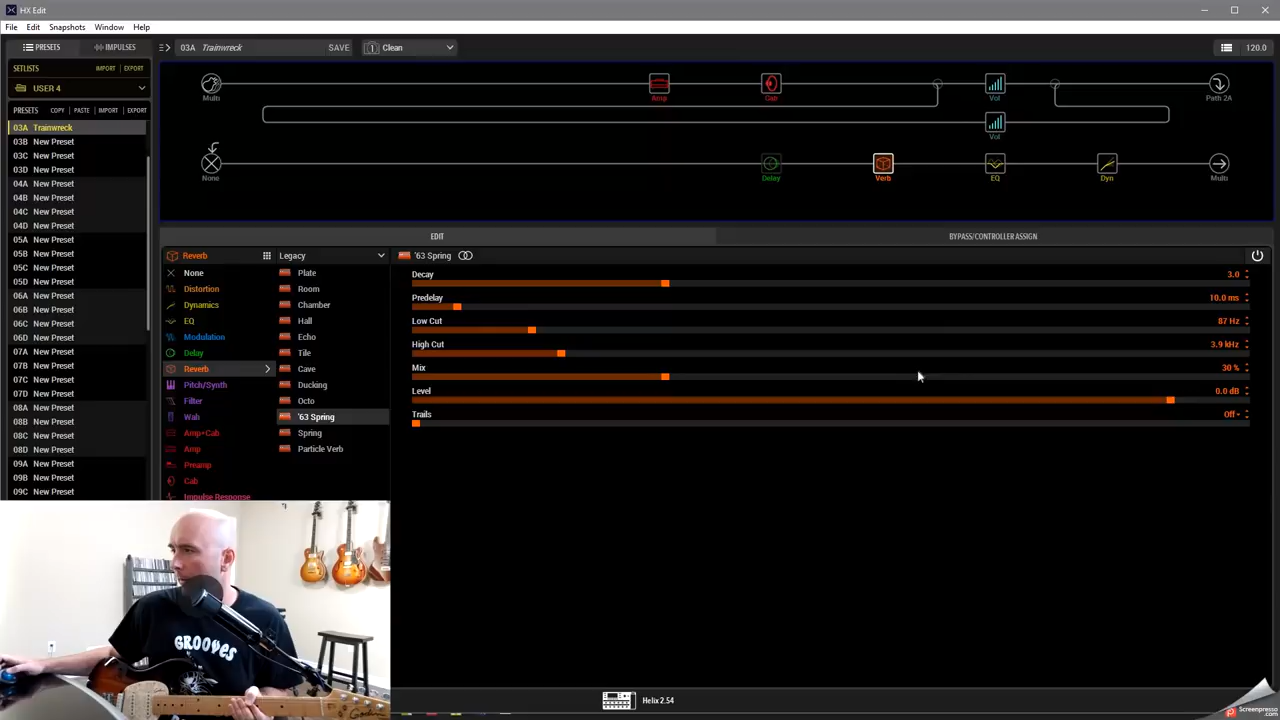 HX Edit
File Edit Snapshots Window Help
PRESETS IMPULSES 03A Trainwreck SAVE 1 Clean 120.0
SETLISTS IMPORT EXPORT
USER 4
PRESETS COPY PASTE IMPORT EXPORT
03A Trainwreck
03B New Preset
03C New Preset
03D New Preset
04A New Preset
04B New Preset
04C New Preset
04D New Preset
05A New Preset
05B New Preset
05C New Preset
05D New Preset
06A New Preset
06B New Preset
06C New Preset
06D New Preset
07A New Preset
07B New Preset
07C New Preset
07D New Preset
08A New Preset
08B New Preset
08C New Preset
08D New Preset
09A New Preset
09B New Preset
09C New Preset
Multi Amp Cab Vol Path 2A
Vol
None Delay Verb EQ Dyn Multi
EDIT BYPASS/CONTROLLER ASSIGN
Reverb Legacy
None
Distortion
Dynamics
EQ
Modulation
Delay
Reverb
Pitch/Synth
Filter
Wah
Amp+Cab
Amp
Preamp
Cab
Impulse Response
Plate
Room
Chamber
Hall
Echo
Tile
Cave
Ducking
Octo
'63 Spring
Spring
Particle Verb
'63 Spring
Decay 3.0
Predelay 10.0 ms
Low Cut 87 Hz
High Cut 3.9 kHz
Mix 30 %
Level 0.0 dB
Trails Off
GROOVES
Helix 2.54
Screenpresso
.com